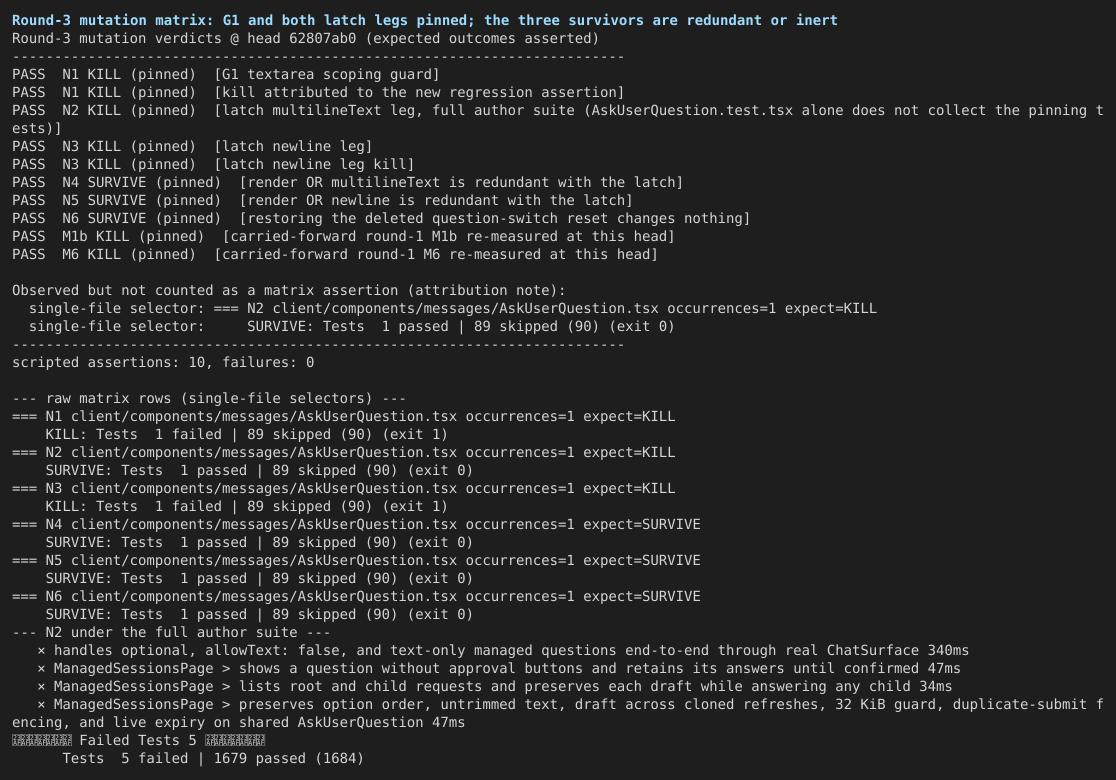 Round-3 mutation matrix: G1 and both latch legs pinned; the three survivors are redundant or inert
Round-3 mutation verdicts @ head 62807ab0 (expected outcomes asserted)
-------------------------------------------------------------------------
PASS  N1 KILL (pinned)  [G1 textarea scoping guard]
PASS  N1 KILL (pinned)  [kill attributed to the new regression assertion]
PASS  N2 KILL (pinned)  [latch multilineText leg, full author suite (AskUserQuestion.test.tsx alone does not collect the pinning t
ests)]
PASS  N3 KILL (pinned)  [latch newline leg]
PASS  N3 KILL (pinned)  [latch newline leg kill]
PASS  N4 SURVIVE (pinned)  [render OR multilineText is redundant with the latch]
PASS  N5 SURVIVE (pinned)  [render OR newline is redundant with the latch]
PASS  N6 SURVIVE (pinned)  [restoring the deleted question-switch reset changes nothing]
PASS  M1b KILL (pinned)  [carried-forward round-1 M1b re-measured at this head]
PASS  M6 KILL (pinned)  [carried-forward round-1 M6 re-measured at this head]

Observed but not counted as a matrix assertion (attribution note):
  single-file selector: === N2 client/components/messages/AskUserQuestion.tsx occurrences=1 expect=KILL
  single-file selector:     SURVIVE: Tests  1 passed | 89 skipped (90) (exit 0)
-------------------------------------------------------------------------
scripted assertions: 10, failures: 0

--- raw matrix rows (single-file selectors) ---
=== N1 client/components/messages/AskUserQuestion.tsx occurrences=1 expect=KILL
    KILL: Tests  1 failed | 89 skipped (90) (exit 1)
=== N2 client/components/messages/AskUserQuestion.tsx occurrences=1 expect=KILL
    SURVIVE: Tests  1 passed | 89 skipped (90) (exit 0)
=== N3 client/components/messages/AskUserQuestion.tsx occurrences=1 expect=KILL
    KILL: Tests  1 failed | 89 skipped (90) (exit 1)
=== N4 client/components/messages/AskUserQuestion.tsx occurrences=1 expect=SURVIVE
    SURVIVE: Tests  1 passed | 89 skipped (90) (exit 0)
=== N5 client/components/messages/AskUserQuestion.tsx occurrences=1 expect=SURVIVE
    SURVIVE: Tests  1 passed | 89 skipped (90) (exit 0)
=== N6 client/components/messages/AskUserQuestion.tsx occurrences=1 expect=SURVIVE
    SURVIVE: Tests  1 passed | 89 skipped (90) (exit 0)
--- N2 under the full author suite ---
   × handles optional, allowText: false, and text-only managed questions end-to-end through real ChatSurface 340ms
   × ManagedSessionsPage > shows a question without approval buttons and retains its answers until confirmed 47ms
   × ManagedSessionsPage > lists root and child requests and preserves each draft while answering any child 34ms
   × ManagedSessionsPage > preserves option order, untrimmed text, draft across cloned refreshes, 32 KiB guard, duplicate-submit f
encing, and live expiry on shared AskUserQuestion 47ms
Failed Tests 5
      Tests  5 failed | 1679 passed (1684)